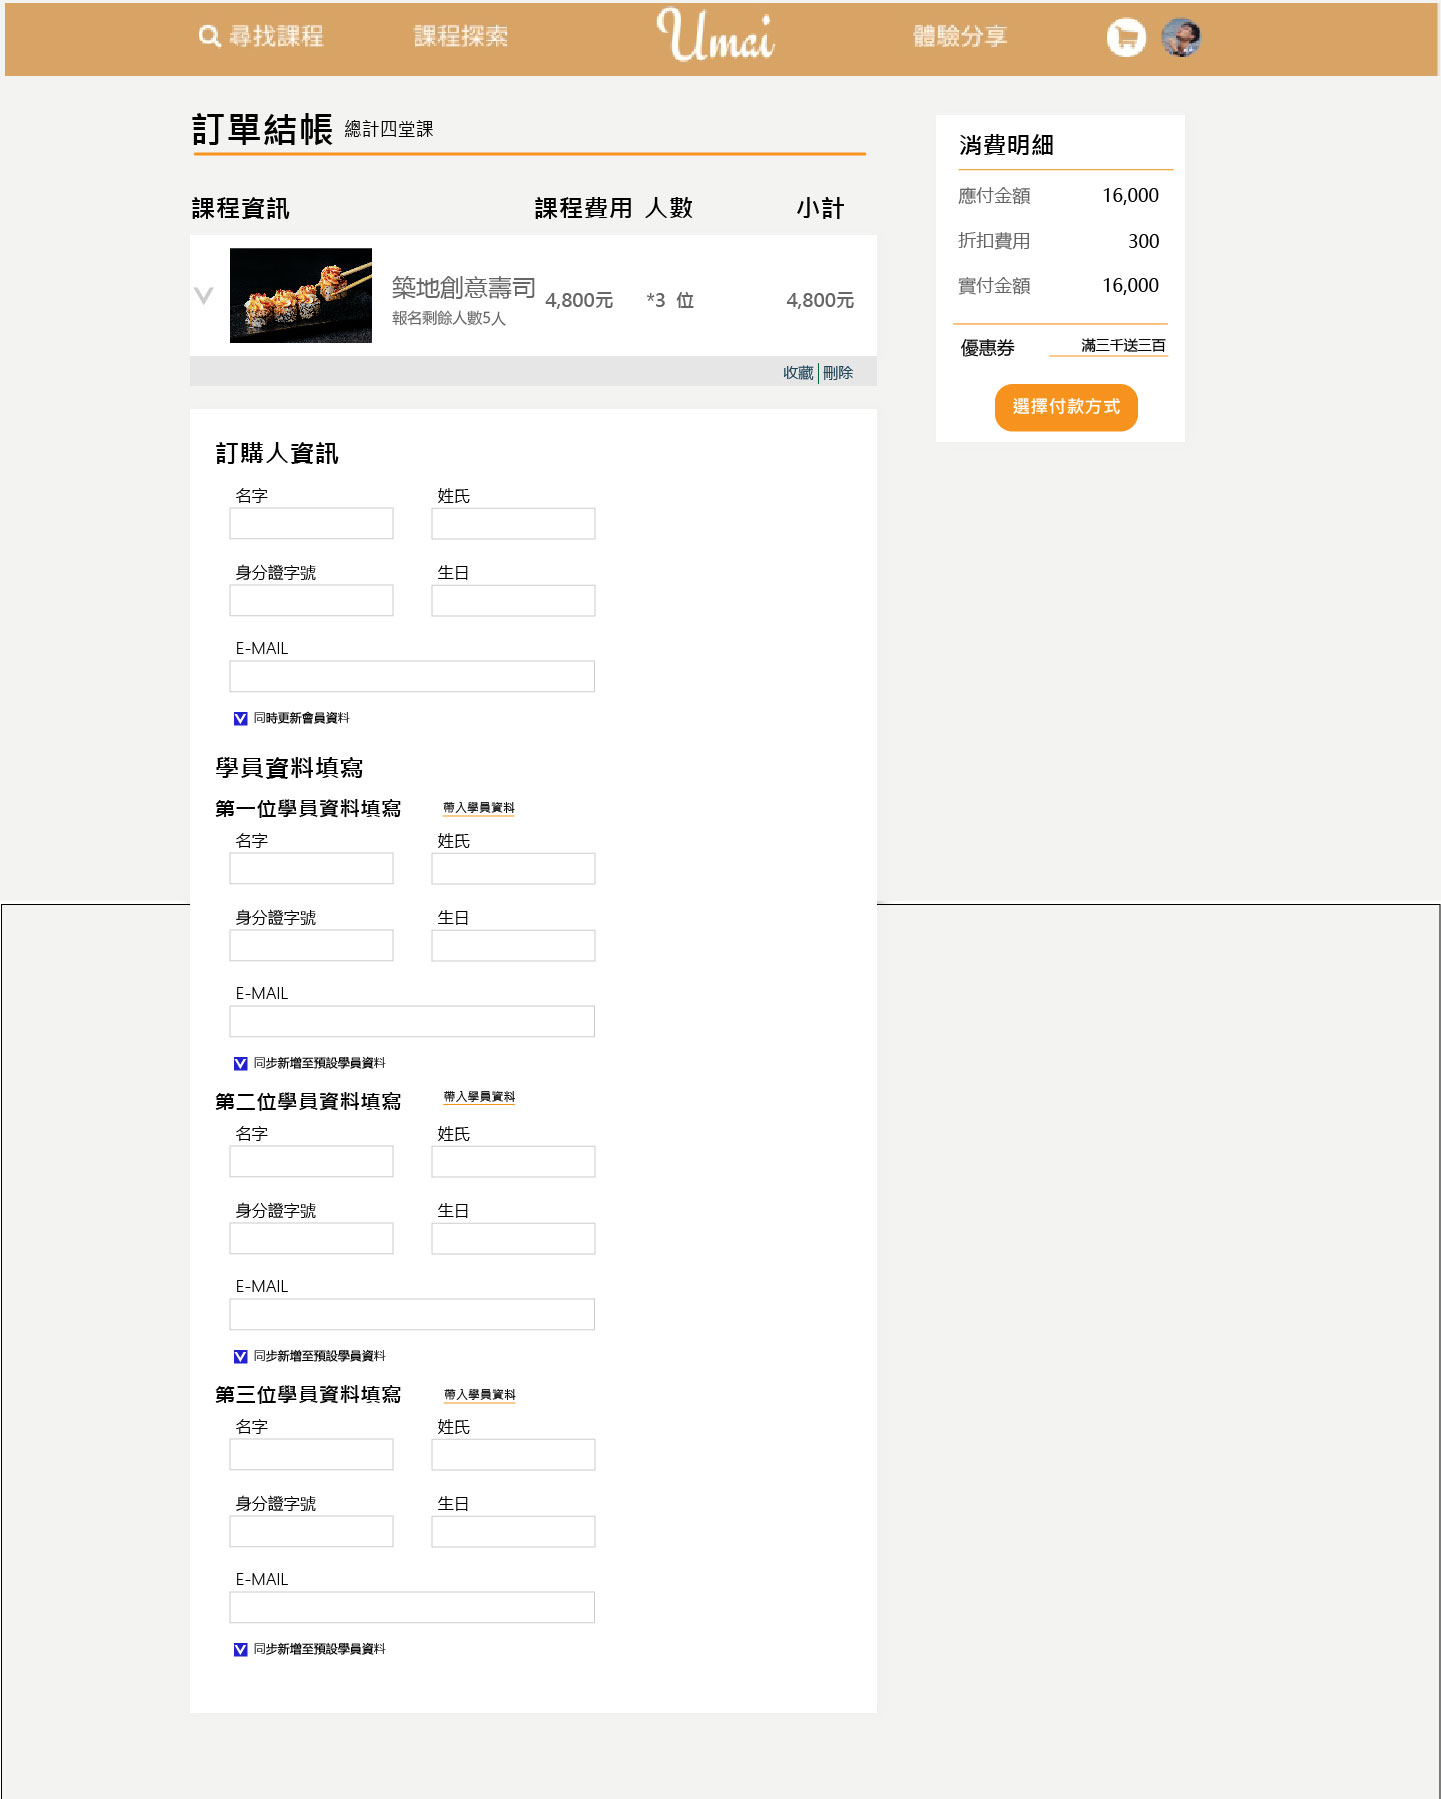 尋找課程
課程探索
Umai
體驗分享
訂單結帳 總計四堂課
課程資訊 課程費用 人數 小計
築地創意壽司 4,800元 *3 位 4,800元
報名剩餘人數5人
收藏 刪除
消費明細
應付金額 16,000
折扣費用 300
實付金額 16,000
優惠券 滿三千送三百
選擇付款方式
訂購人資訊
名字 姓氏
身分證字號 生日
E-MAIL
同時更新會員資料
學員資料填寫
第一位學員資料填寫 帶入學員資料
名字 姓氏
身分證字號 生日
E-MAIL
同步新增至預設學員資料
第二位學員資料填寫 帶入學員資料
名字 姓氏
身分證字號 生日
E-MAIL
同步新增至預設學員資料
第三位學員資料填寫 帶入學員資料
名字 姓氏
身分證字號 生日
E-MAIL
同步新增至預設學員資料